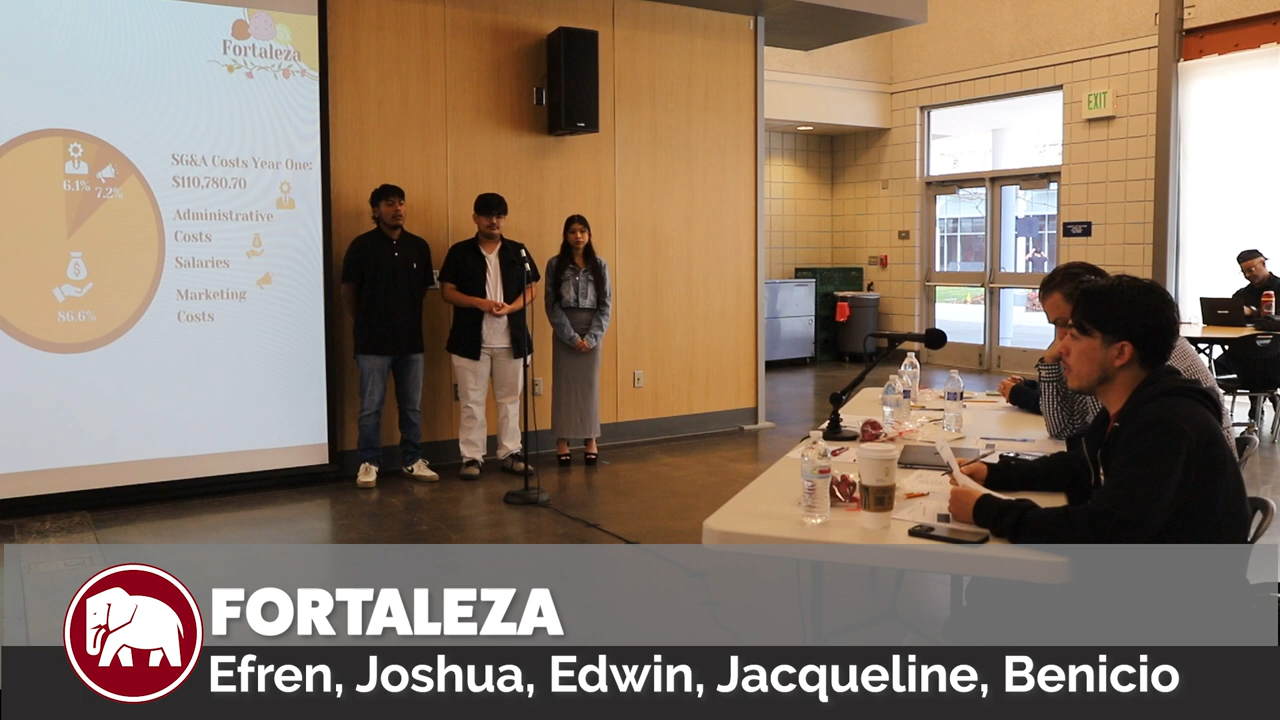 Fortaleza
SG&A Costs Year One:
$110,780.70
6.1%
7.2%
Administrative
Costs
Salaries
Marketing
Costs
86.6%
EXIT
FORTALEZA
Efren, Joshua, Edwin, Jacqueline, Benicio